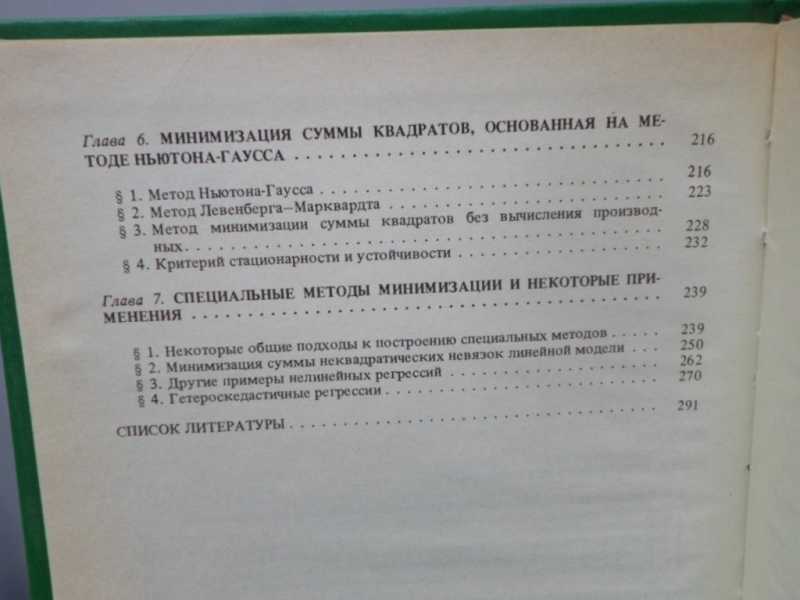 Глава 6. МИНИМИЗАЦИЯ СУММЫ КВАДРАТОВ, ОСНОВАННАЯ НА МЕ-
ТОДЕ НЬЮТОНА-ГАУССА . . . . . . . . . . . . . . . . . . . . . . . . . . . . 216
§ 1. Метод Ньютона-Гаусса . . . . . . . . . . . . . . . . . . . . . . . . . . 216
§ 2. Метод Левенберга—Марквардта . . . . . . . . . . . . . . . . . . . . . 223
§ 3. Метод минимизации суммы квадратов без вычисления производ-
ных. . . . . . . . . . . . . . . . . . . . . . . . . . . . . . . . . . . . 228
§ 4. Критерий стационарности и устойчивости . . . . . . . . . . . . . . . 232
Глава 7. СПЕЦИАЛЬНЫЕ МЕТОДЫ МИНИМИЗАЦИИ И НЕКОТОРЫЕ ПРИ-
МЕНЕНИЯ . . . . . . . . . . . . . . . . . . . . . . . . . . . . . . . . . . . 239
§ 1. Некоторые общие подходы к построению специальных методов . . . . . 239
§ 2. Минимизация суммы неквадратических невязок линейной модели . . . 250
§ 3. Другие примеры нелинейных регрессий . . . . . . . . . . . . . . . . 262
§ 4. Гетероскедастичные регрессии . . . . . . . . . . . . . . . . . . . . . 270
СПИСОК ЛИТЕРАТУРЫ. . . . . . . . . . . . . . . . . . . . . . . . . . . . . 291